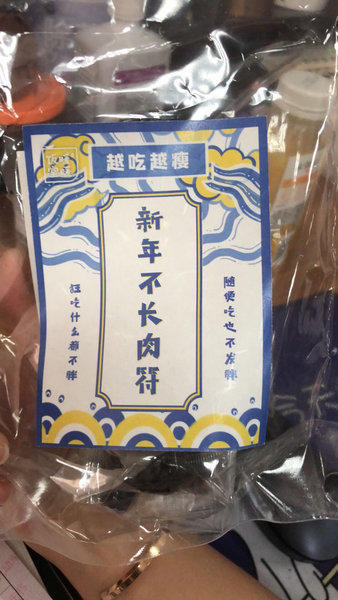 越吃越瘦
新年不长肉符
随便吃也不发胖
狂吃什么都不胖